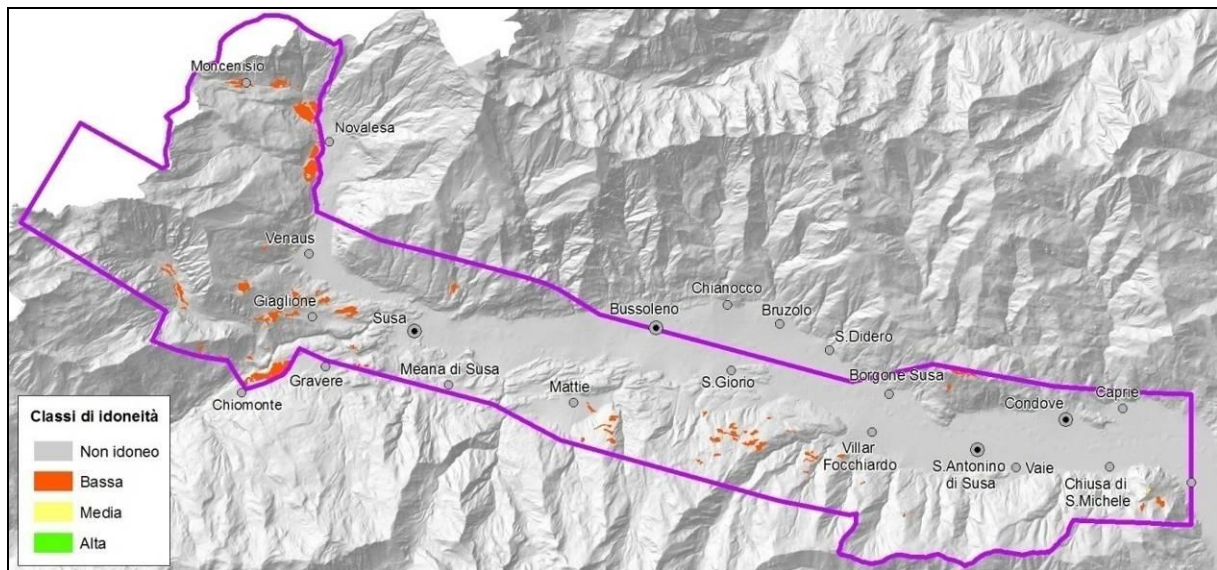 Moncenisio
Novalesa
Venaus
Giaglione
Susa
Bussoleno
Chianocco
Bruzolo
S.Didero
Gravere
Meana di Susa
Mattie
S.Giorio
Borgone Susa
Chiomonte
Condove
Caprie
Villar
Focchiardo
S.Antonino
di Susa
Vaie
Chiusa di
S.Michele
Classi di idoneità
Non idoneo
Bassa
Media
Alta